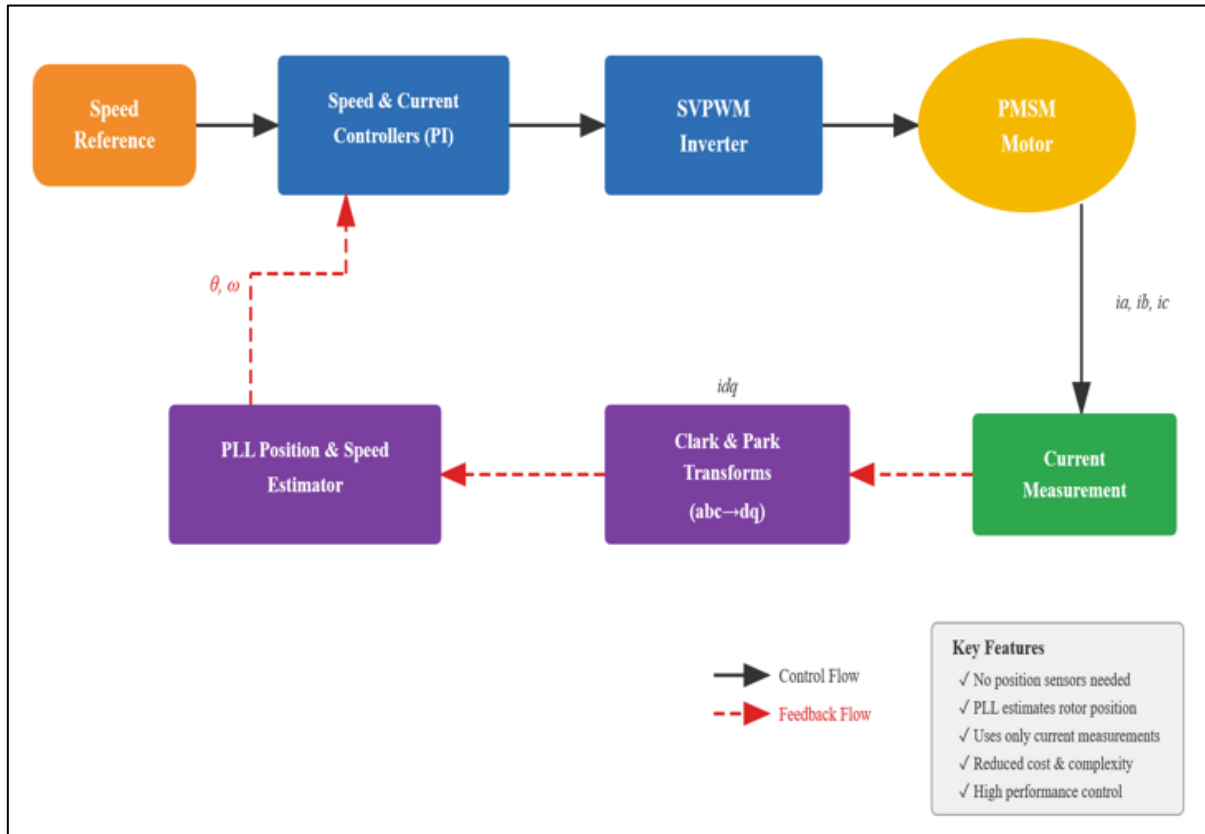 Speed
Reference
Speed & Current
Controllers (PI)
SVPWM
Inverter
PMSM
Motor
θ, ω
ia, ib, ic
idq
PLL Position & Speed
Estimator
Clark & Park
Transforms
(abc→dq)
Current
Measurement
Control Flow
Feedback Flow
Key Features
✓ No position sensors needed
✓ PLL estimates rotor position
✓ Uses only current measurements
✓ Reduced cost & complexity
✓ High performance control